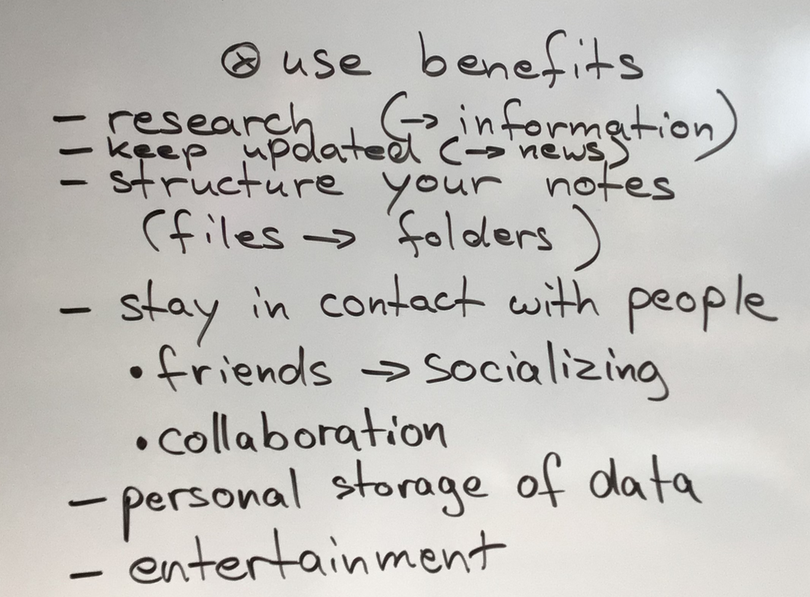 ⊗ use benefits
– research (→ information)
– keep updated (→ news)
– structure your notes
(files → folders)
– stay in contact with people
• friends → socializing
• collaboration
– personal storage of data
– entertainment